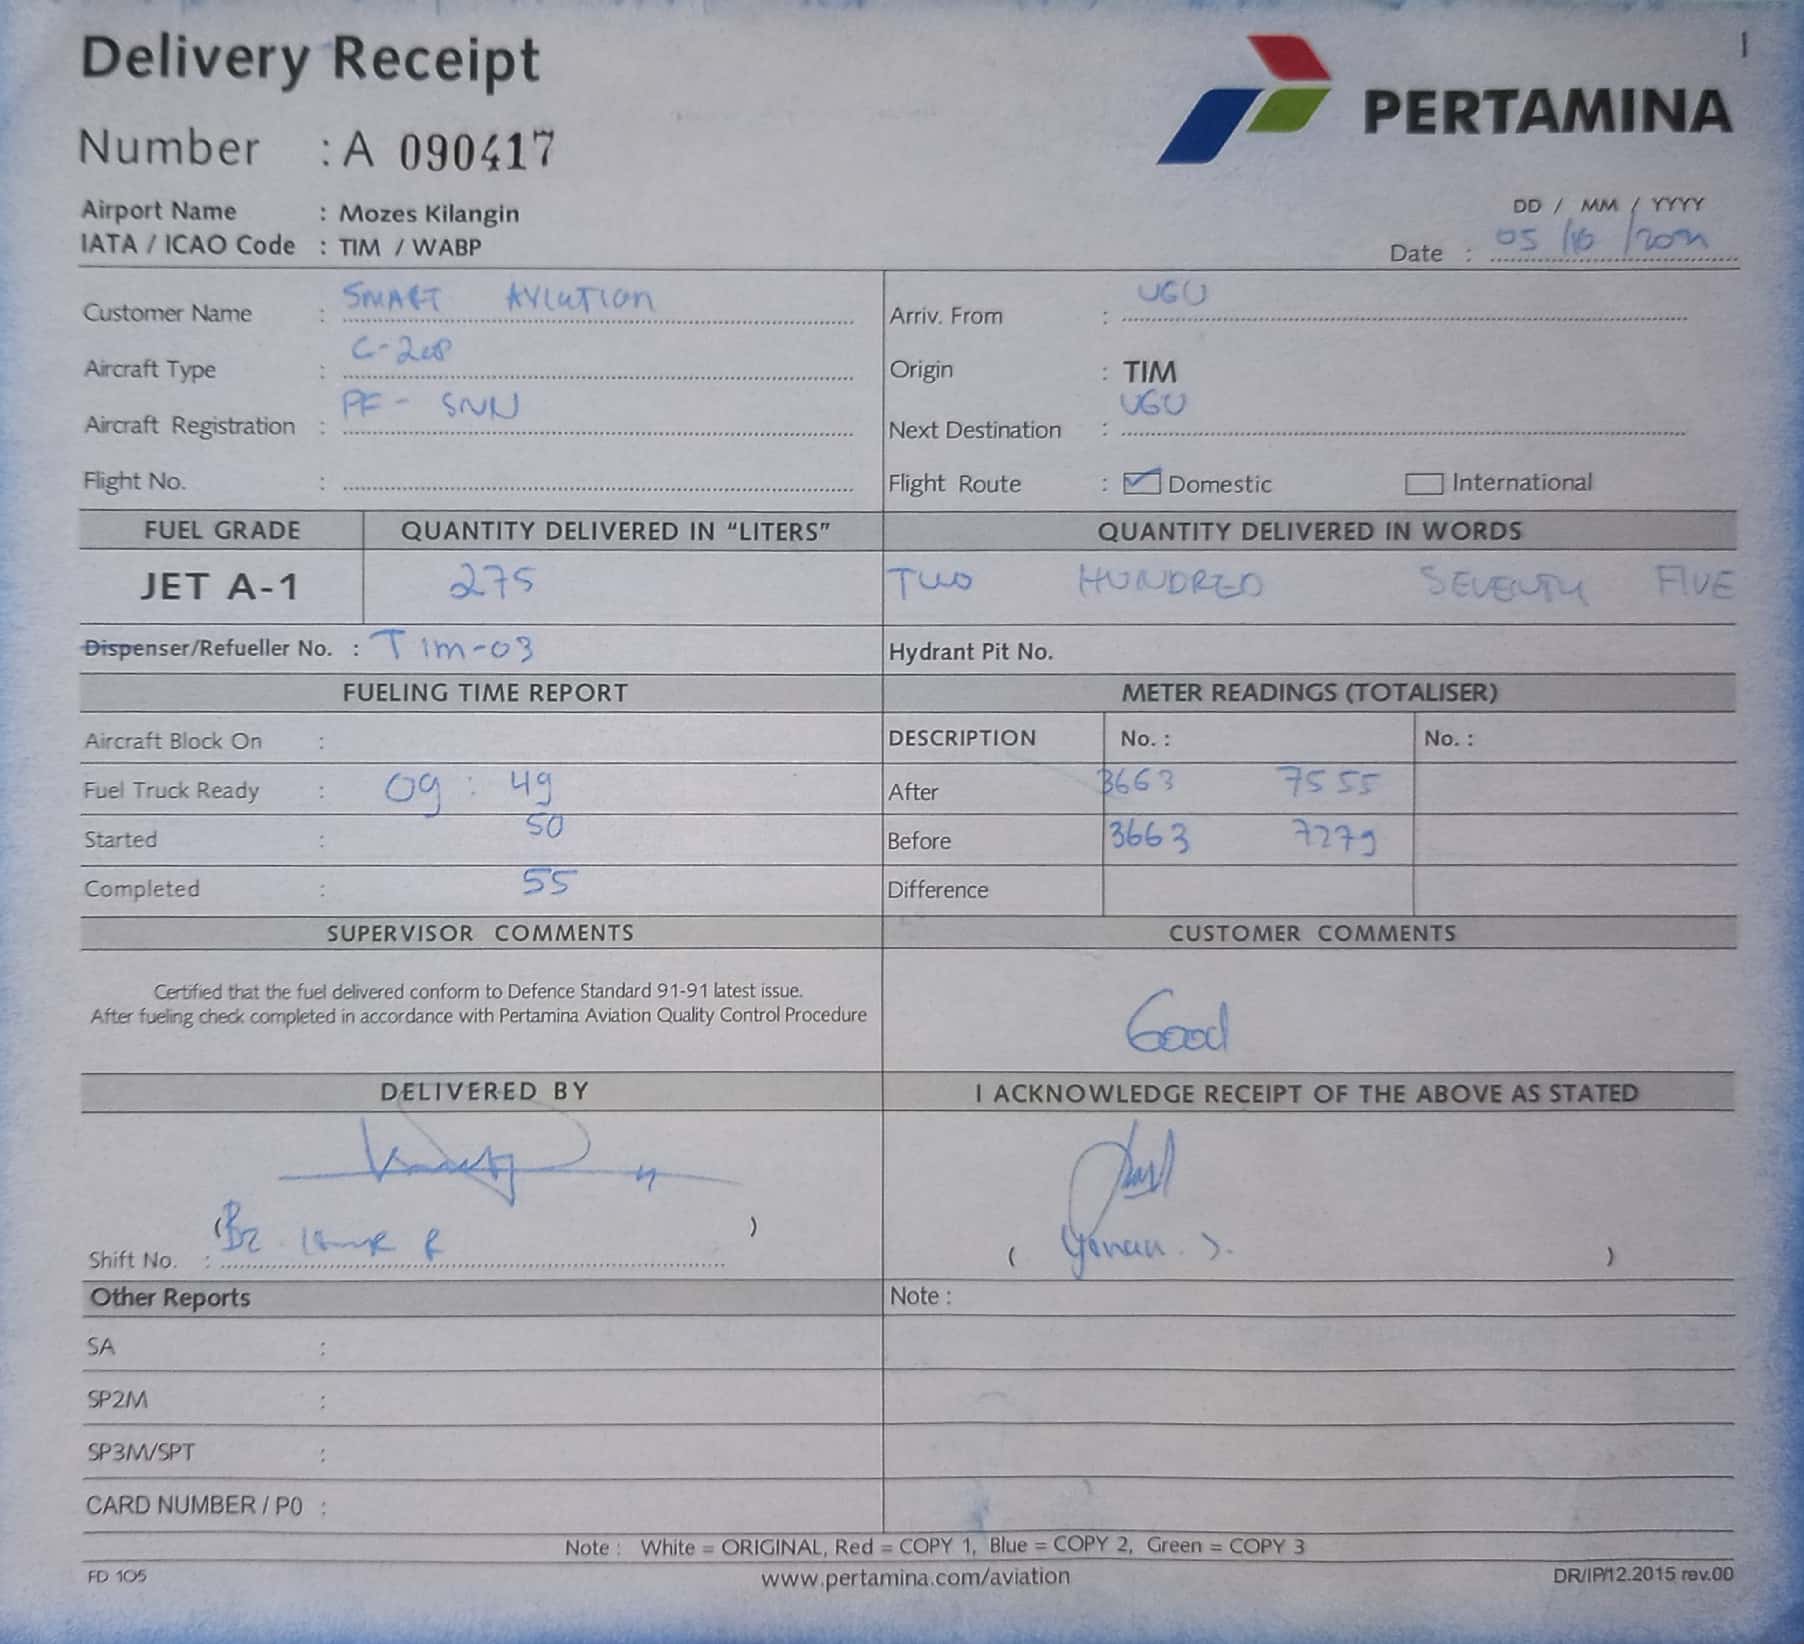 Delivery Receipt
PERTAMINA
Number : A 090417
Airport Name : Mozes Kilangin
IATA / ICAO Code : TIM / WABP
DD / MM / YYYY
Date : 05 /10 /
Customer Name : SMART AVIATION
Arriv. From : UGU
Aircraft Type : C-208
Origin : TIM
Aircraft Registration : PF - SNN
Next Destination : UGU
Flight No. :
Flight Route : Domestic International
FUEL GRADE QUANTITY DELIVERED IN “LITERS” QUANTITY DELIVERED IN WORDS
JET A-1 275 TWO HUNDRED SEVENTY FIVE
Dispenser/Refueller No. : TIM-03 Hydrant Pit No.
FUELING TIME REPORT METER READINGS (TOTALISER)
Aircraft Block On : DESCRIPTION No. : No. :
Fuel Truck Ready : 09 : 49 After 3663 7555
Started : 50 Before 3663 7279
Completed : 55 Difference
SUPERVISOR COMMENTS CUSTOMER COMMENTS
Certified that the fuel delivered conform to Defence Standard 91-91 latest issue.
After fueling check completed in accordance with Pertamina Aviation Quality Control Procedure
Good
DELIVERED BY I ACKNOWLEDGE RECEIPT OF THE ABOVE AS STATED
( )
Shift No. :
( )
Other Reports Note :
SA :
SP2M :
SP3M/SPT :
CARD NUMBER / P0 :
Note : White = ORIGINAL, Red = COPY 1, Blue = COPY 2, Green = COPY 3
FD 105 www.pertamina.com/aviation DR/IP/12.2015 rev.00